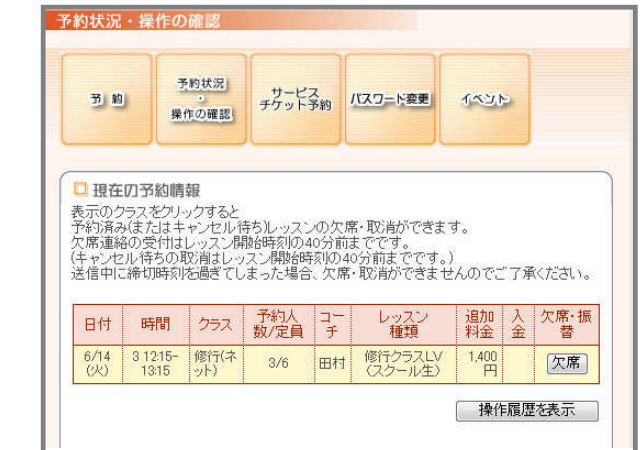 予約状況・操作の確認
予 約
予約状況
・
操作の確認
サービス
チケット予約
パスワード変更
イベント
現在の予約情報
表示のクラスをクリックすると
予約済み(またはキャンセル待ち)レッスンの欠席・取消ができます。
欠席連絡の受付はレッスン開始時刻の40分前までです。
(キャンセル待ちの取消はレッスン開始時刻の40分前までです。)
送信中に締切時刻を過ぎてしまった場合、欠席・取消ができませんのでご了承ください。
日付 時間 クラス 予約人数/定員 コーチ レッスン種類 追加料金 入金 欠席・振替
6/14(火) 3 12:15-13:15 修行(ネット) 3/6 田村 修行クラスLV(スクール生) 1,400円 欠席
操作履歴を表示